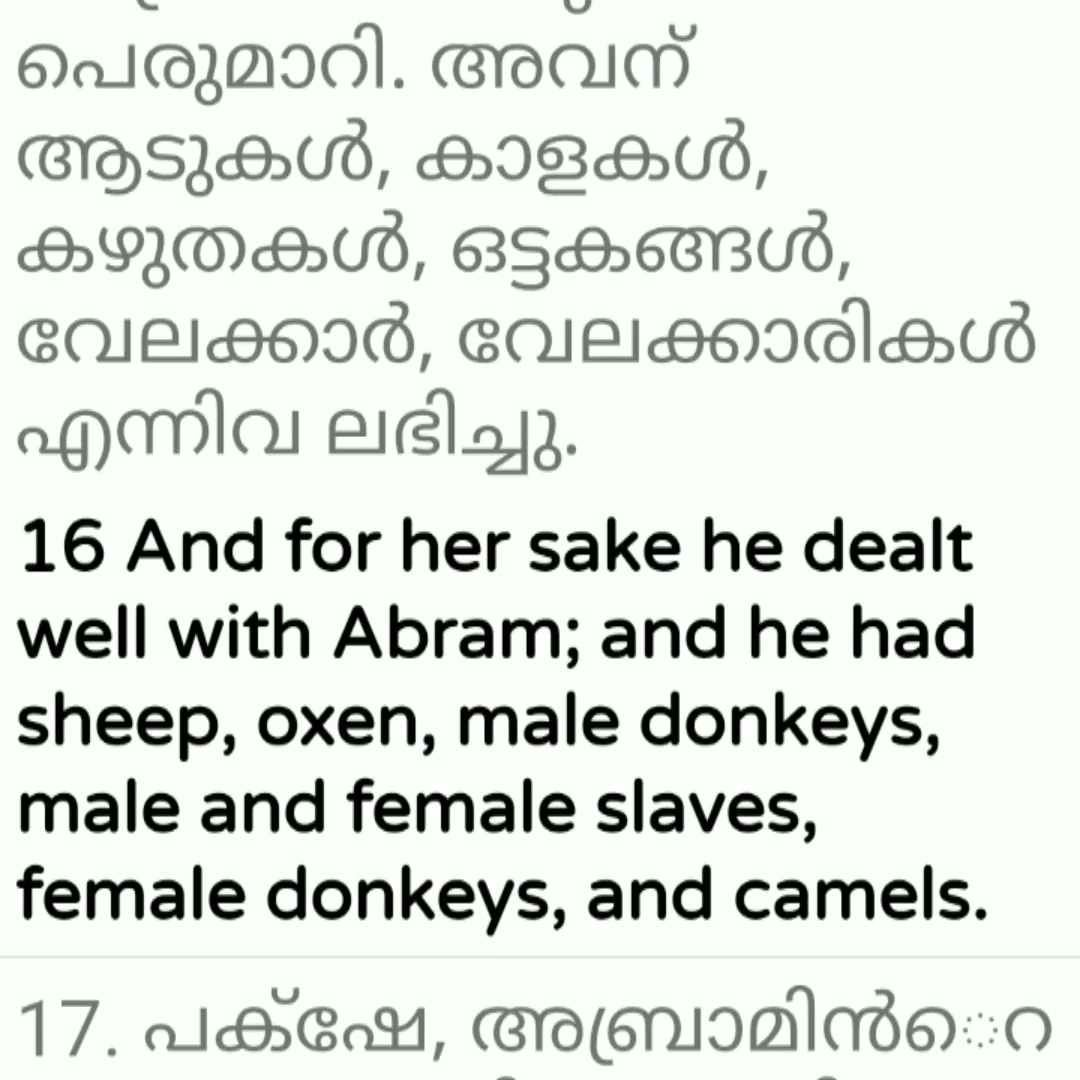 പെരുമാറി. അവന്
ആടുകൾ, കാളകൾ,
കഴുതകൾ, ഒട്ടകങ്ങൾ,
വേലക്കാർ, വേലക്കാരികൾ
എന്നിവ ലഭിച്ചു.
16 And for her sake he dealt
well with Abram; and he had
sheep, oxen, male donkeys,
male and female slaves,
female donkeys, and camels.
17. പക്‌ഷേ, അബ്രാമിൻെറ